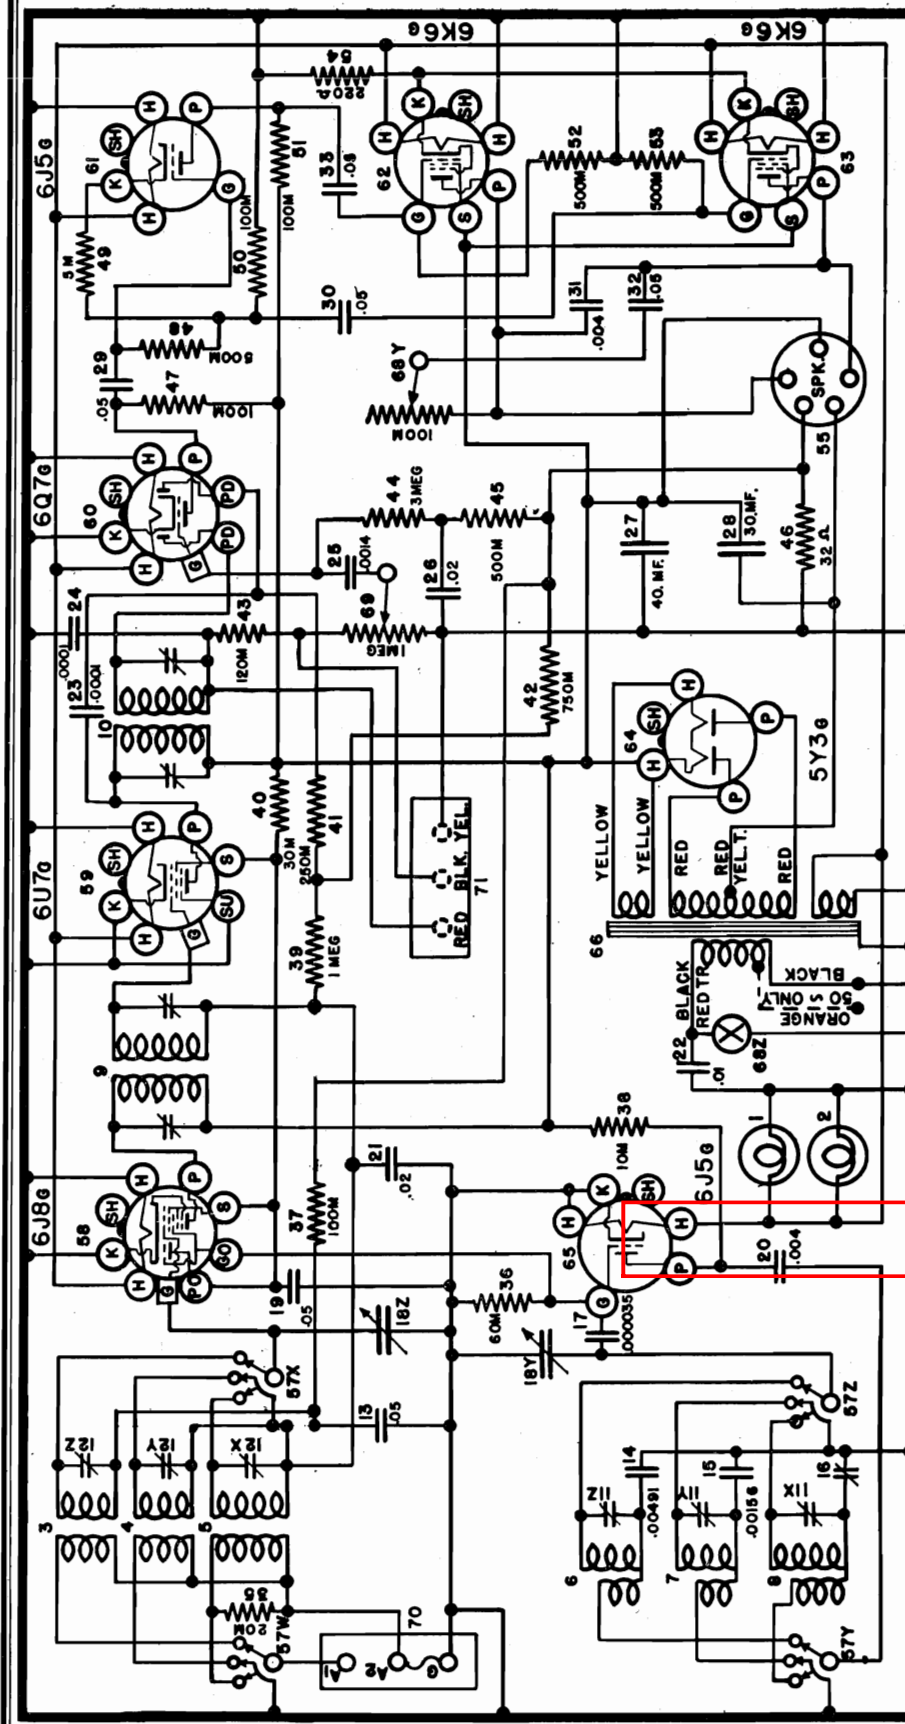 6K6G
6K6G
54
220Ω
K
SH
K
SH
H
P
H
H
H
H
6J5G
SH
61
51
33
.05
62
52
53
63
K
G
100M
100M
P
500M
500M
P
H
G
S
G
S
5M
49
50
30
.05
31
.004
32
.05
48
500M
29
.05
47
100M
68Y
100M
SPK.
55
6Q7G
H
P
SH
PD
60
K
PD
H
G
44
3MEG
45
500M
25
.0014
26
.02
27
40. MF.
28
30. MF.
46
32Ω
24
.0001
43
120M
69
1MEG
23
.0001
10
42
750M
H
SH
P
64
H
P
5Y3G
40
30M
41
250M
YELLOW
YELLOW
RED
RED
YEL.T.
RED
6U7G
H
P
SH
S
59
K
SU
H
G
RED
BLK.
YEL.
71
39
1 MEG
66
BLACK
RED TR.
BLACK
50 ~ ONLY
ORANGE
22
.01
68Z
9
38
10M
1
2
6J8G
H
P
SH
S
58
K
GO
H
G
PO
37
100M
21
.02
6J5G
K
SH
H
H
65
P
G
20
.004
19
.05
18Z
36
60M
17
.000035
18Y
57X
57Z
13
.05
12Z
12Y
12X
3
4
5
14
.00491
15
.00156
16
11Z
11Y
11X
6
7
8
35
20M
57W
70
A1
A2
G
57Y